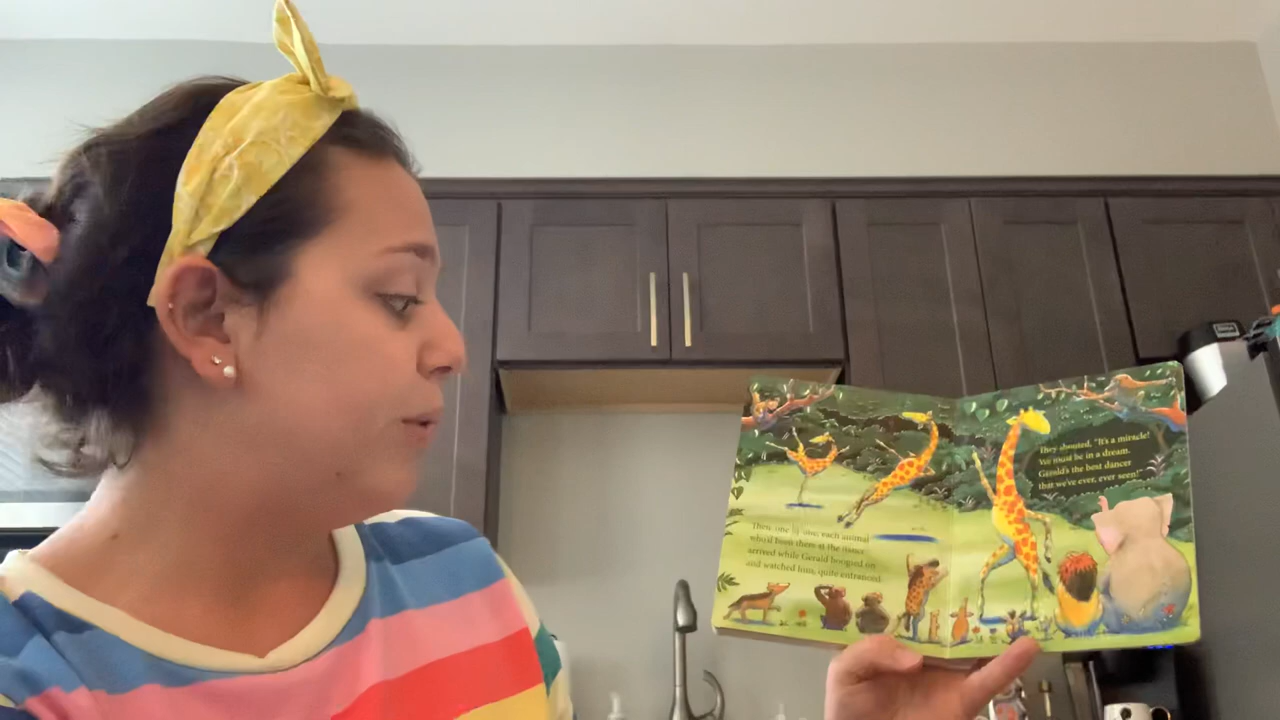 Then, one by one, each animal
who'd been there at the dance
arrived while Gerald boogied on
and watched him, quite entranced.
They shouted, "It's a miracle!
We must be in a dream.
Gerald's the best dancer
that we've ever, ever seen!"